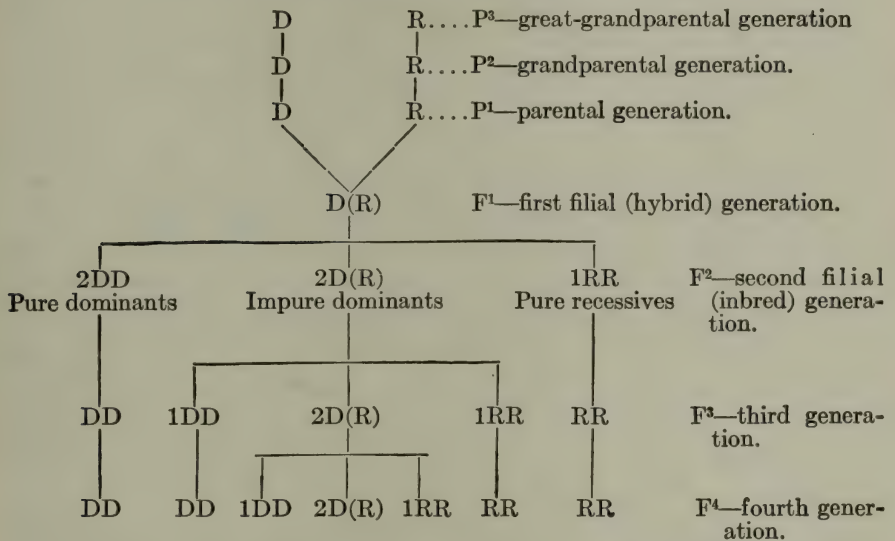 D R....P³—great-grandparental generation
D R....P²—grandparental generation.
D R....P¹—parental generation.
D(R) F¹—first filial (hybrid) generation.
2DD 2D(R) 1RR F²—second filial
Pure dominants Impure dominants Pure recessives (inbred) genera-
tion.
DD 1DD 2D(R) 1RR RR F³—third genera-
tion.
DD DD 1DD 2D(R) 1RR RR RR F⁴—fourth gener-
ation.